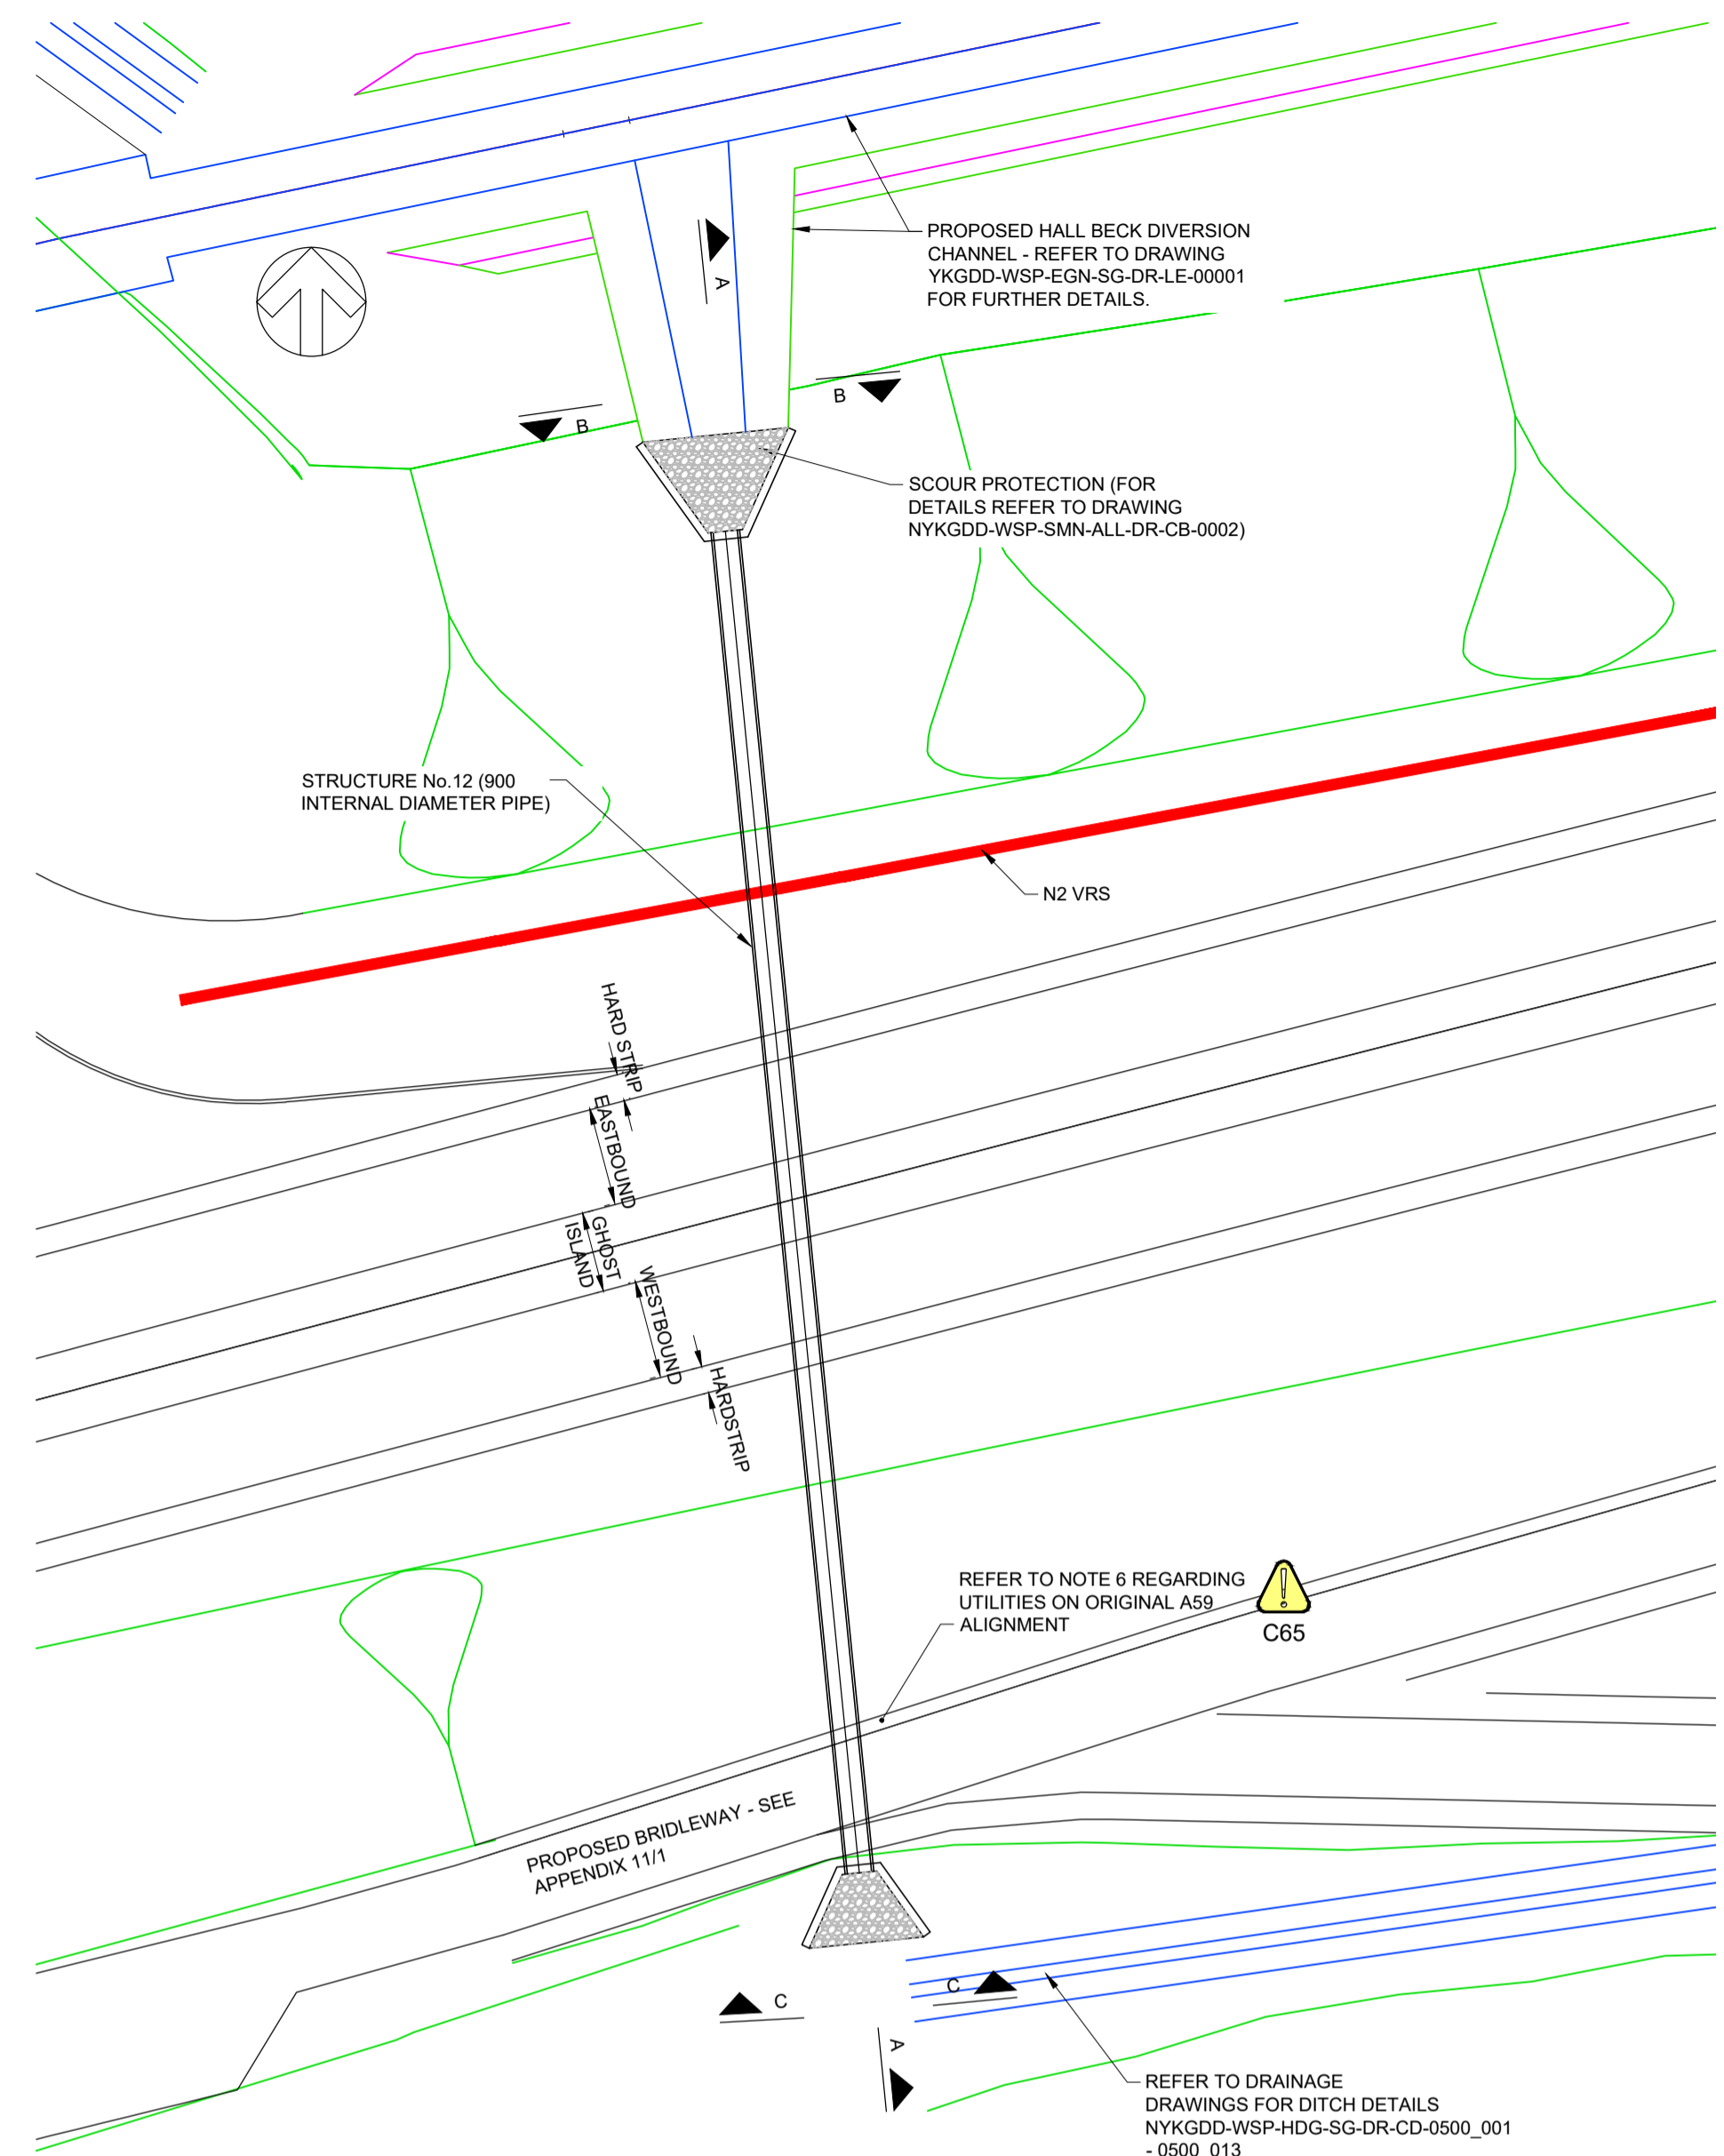 PROPOSED HALL BECK DIVERSION
CHANNEL - REFER TO DRAWING
YKGDD-WSP-EGN-SG-DR-LE-00001
FOR FURTHER DETAILS.
A
B
B
SCOUR PROTECTION (FOR
DETAILS REFER TO DRAWING
NYKGDD-WSP-SMN-ALL-DR-CB-0002)
STRUCTURE No.12 (900
INTERNAL DIAMETER PIPE)
N2 VRS
HARD STRIP
EASTBOUND
GHOST
ISLAND
WESTBOUND
HARDSTRIP
REFER TO NOTE 6 REGARDING
UTILITIES ON ORIGINAL A59
ALIGNMENT
!
C65
PROPOSED BRIDLEWAY - SEE
APPENDIX 11/1
C
C
A
REFER TO DRAINAGE
DRAWINGS FOR DITCH DETAILS
NYKGDD-WSP-HDG-SG-DR-CD-0500_001
- 0500_013